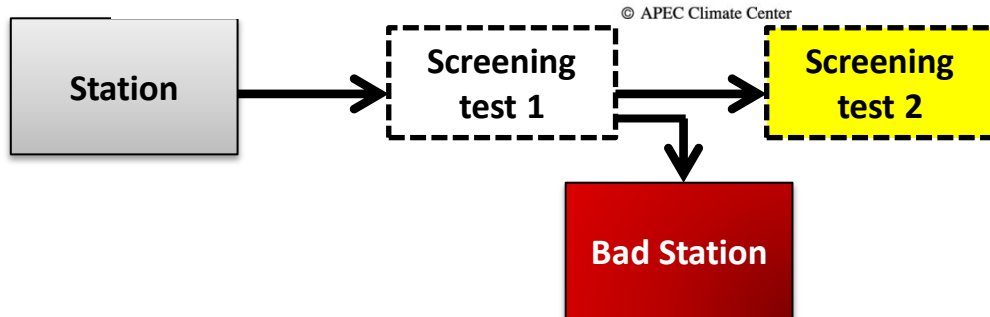 © APEC Climate Center
Station
Screening
test 1
Screening
test 2
Bad Station